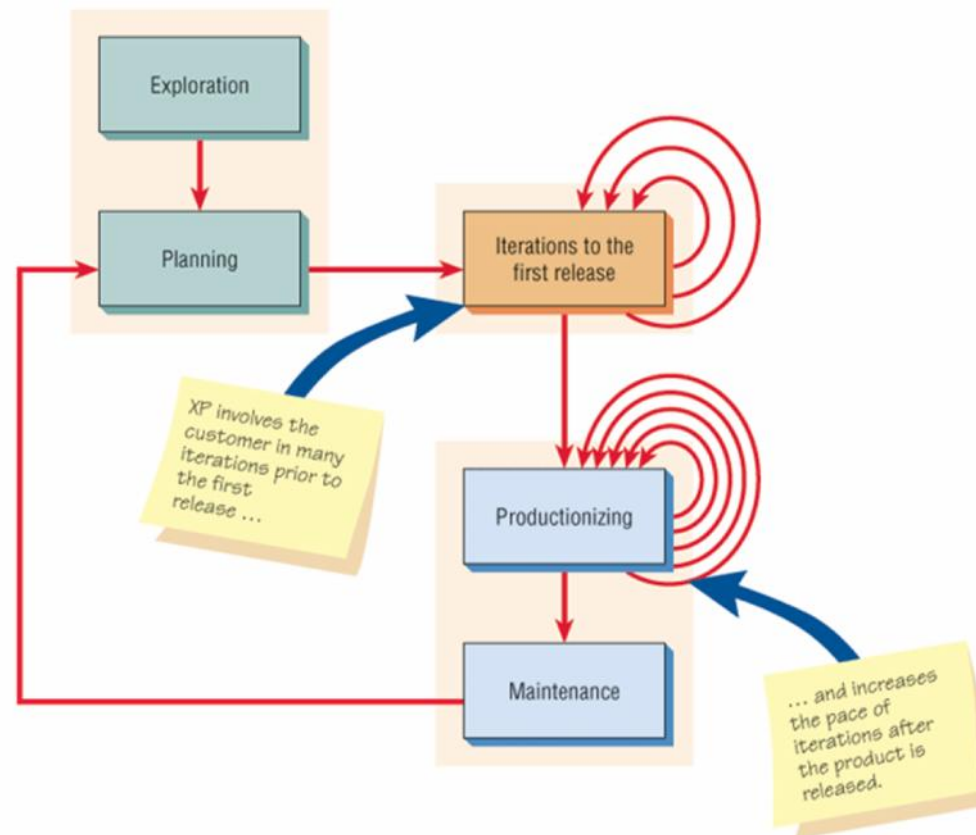 Exploration
Planning
Iterations to the
first release
XP involves the
customer in many
iterations prior to
the first
release ...
Productionizing
Maintenance
... and increases
the pace of
iterations after
the product is
released.